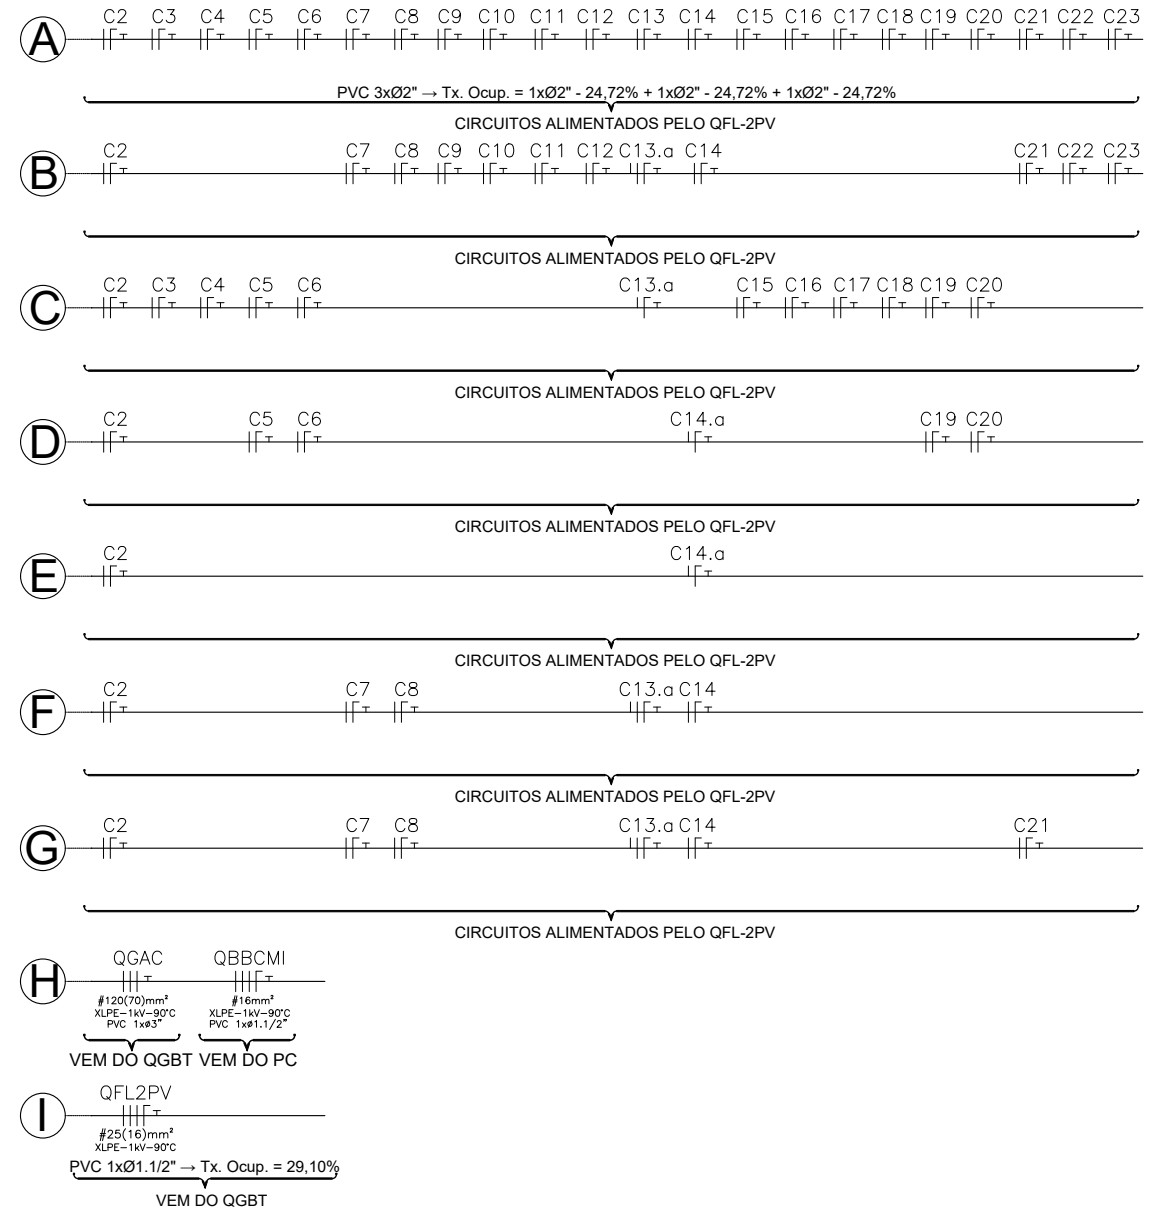 C2 C3 C4 C5 C6 C7 C8 C9 C10 C11 C12 C13 C14 C15 C16 C17 C18 C19 C20 C21 C22 C23
A
PVC 3xØ2" → Tx. Ocup. = 1xØ2" - 24,72% + 1xØ2" - 24,72% + 1xØ2" - 24,72%
CIRCUITOS ALIMENTADOS PELO QFL-2PV
C2 C7 C8 C9 C10 C11 C12 C13.a C14 C21 C22 C23
B
CIRCUITOS ALIMENTADOS PELO QFL-2PV
C2 C3 C4 C5 C6 C13.a C15 C16 C17 C18 C19 C20
C
CIRCUITOS ALIMENTADOS PELO QFL-2PV
C2 C5 C6 C14.a C19 C20
D
CIRCUITOS ALIMENTADOS PELO QFL-2PV
C2 C14.a
E
CIRCUITOS ALIMENTADOS PELO QFL-2PV
C2 C7 C8 C13.a C14
F
CIRCUITOS ALIMENTADOS PELO QFL-2PV
C2 C7 C8 C13.a C14 C21
G
CIRCUITOS ALIMENTADOS PELO QFL-2PV
QGAC QBBCMI
H
#120(70)mm² #16mm²
XLPE-1kV-90°C XLPE-1kV-90°C
PVC 1xø3" PVC 1xø1.1/2"
VEM DO QGBT VEM DO PC
QFL2PV
I
#25(16)mm²
XLPE-1kV-90°C
PVC 1xØ1.1/2" → Tx. Ocup. = 29,10%
VEM DO QGBT